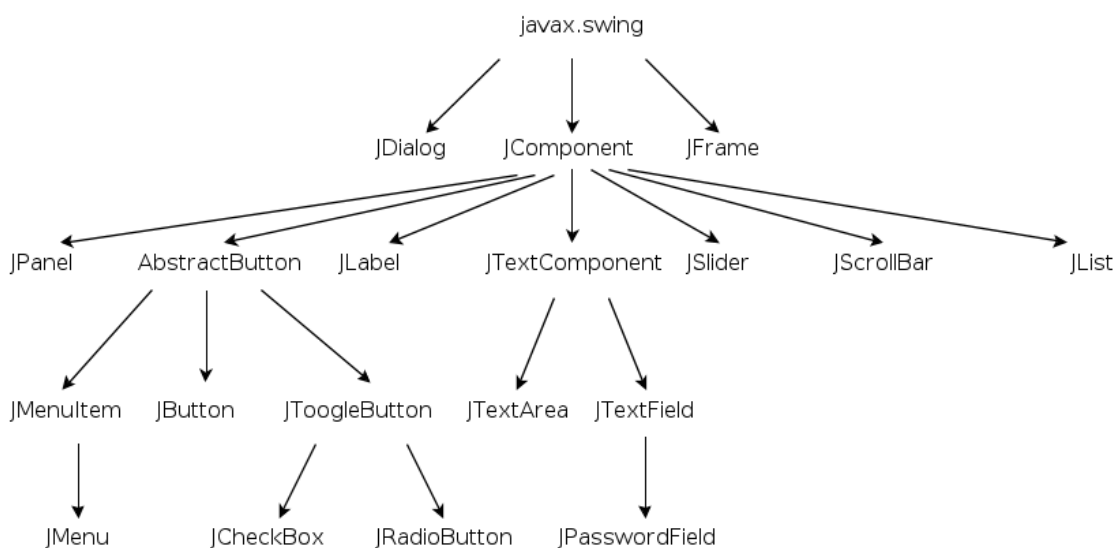 javax.swing
JDialog JComponent JFrame
JPanel AbstractButton JLabel JTextComponent JSlider JScrollBar JList
JMenuItem JButton JToogleButton JTextArea JTextField
JMenu JCheckBox JRadioButton JPasswordField